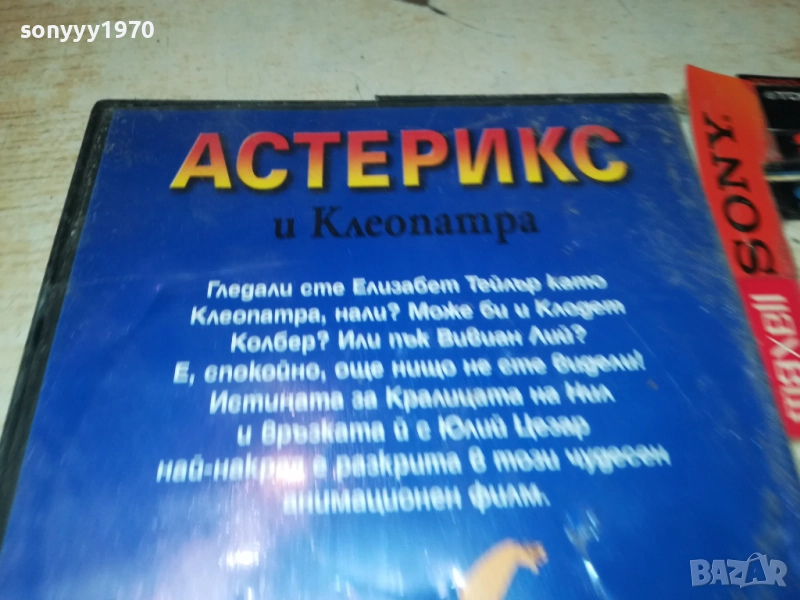 sonyyy1970
АСТЕРИКС
и Клеопатра
Гледали сте Елизабет Тейлър като
Клеопатра, нали? Може би и Клодет
Колбер? Или пък Вивиан Лий?
Е, спокойно, още нищо не сте видели!
Истината за Кралицата на Нил
и връзката й с Юлий Цезар
най-накрая е разкрита в този чудесен
анимационен филм.
SONY
maxell
BAZAR